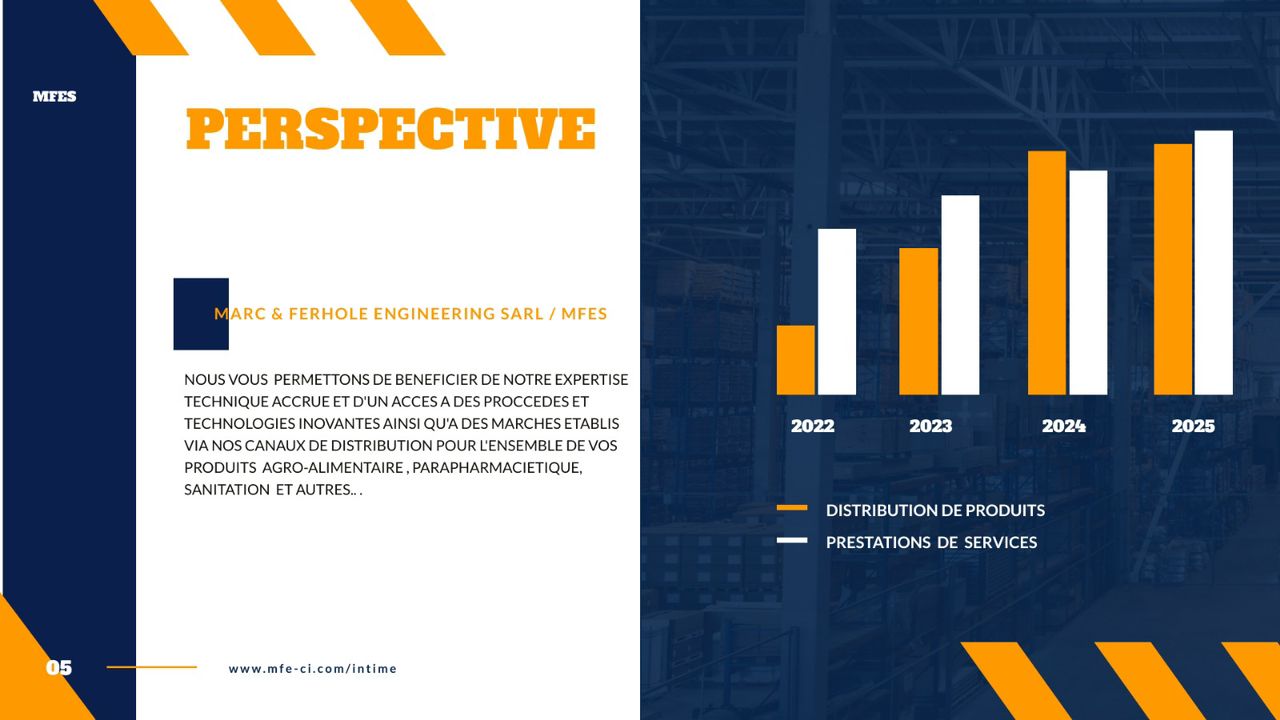 MFES
PERSPECTIVE
MARC & FERHOLE ENGINEERING SARL / MFES
NOUS VOUS PERMETTONS DE BENEFICIER DE NOTRE EXPERTISE
TECHNIQUE ACCRUE ET D'UN ACCES A DES PROCCEDES ET
TECHNOLOGIES INOVANTES AINSI QU'A DES MARCHES ETABLIS
VIA NOS CANAUX DE DISTRIBUTION POUR L'ENSEMBLE DE VOS
PRODUITS AGRO-ALIMENTAIRE , PARAPHARMACIETIQUE,
SANITATION ET AUTRES.. .
05
www.mfe-ci.com/intime
2022 2023 2024 2025
DISTRIBUTION DE PRODUITS
PRESTATIONS DE SERVICES